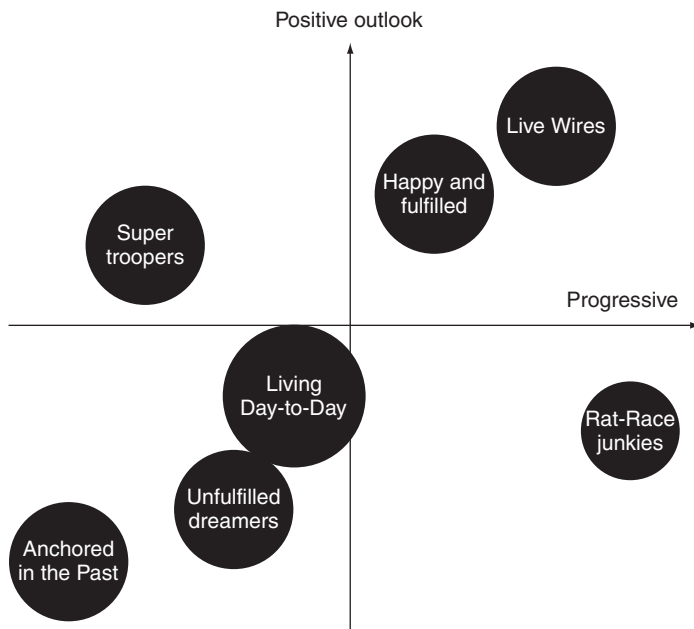 Positive outlook
Live Wires
Happy and
fulfilled
Super
troopers
Progressive
Living
Day-to-Day
Rat-Race
junkies
Unfulfilled
dreamers
Anchored
in the Past